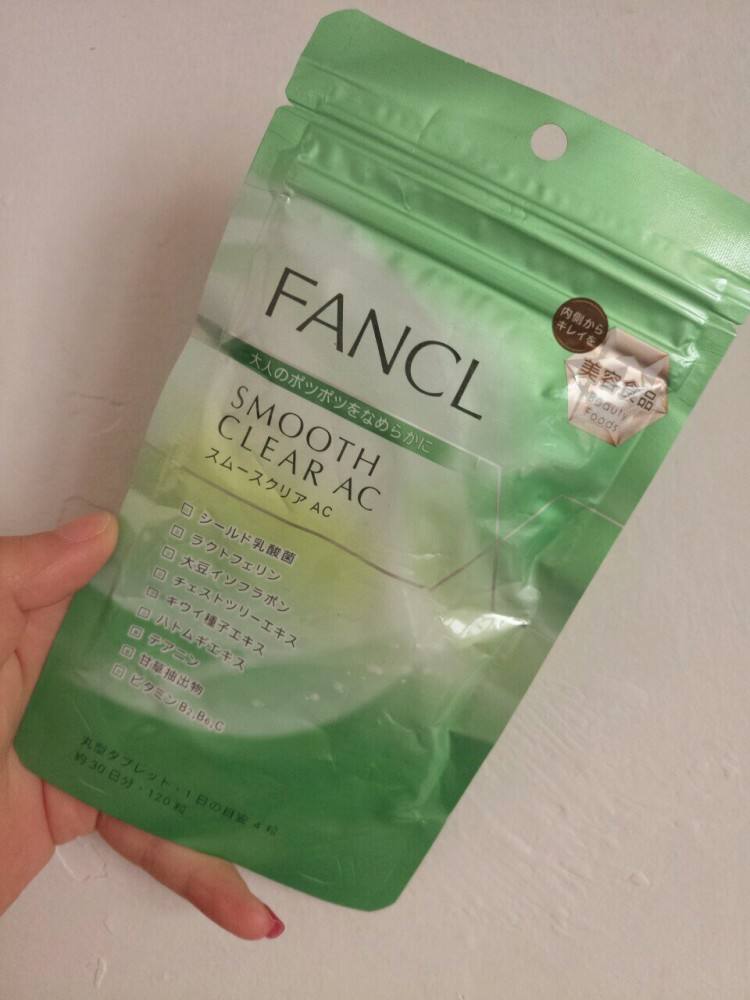 FANCL
内側から
キレイを
美容食品
Beauty
Foods
大人のポツポツをなめらかに
SMOOTH
CLEAR AC
スムースクリア AC
シールド乳酸菌
ラクトフェリン
大豆イソフラボン
チェストツリーエキス
キウイ種子エキス
ハトムギエキス
テアニン
甘草抽出物
ビタミンB2,B6,C
丸型タブレット・1日の目安 4粒
約30日分・120粒